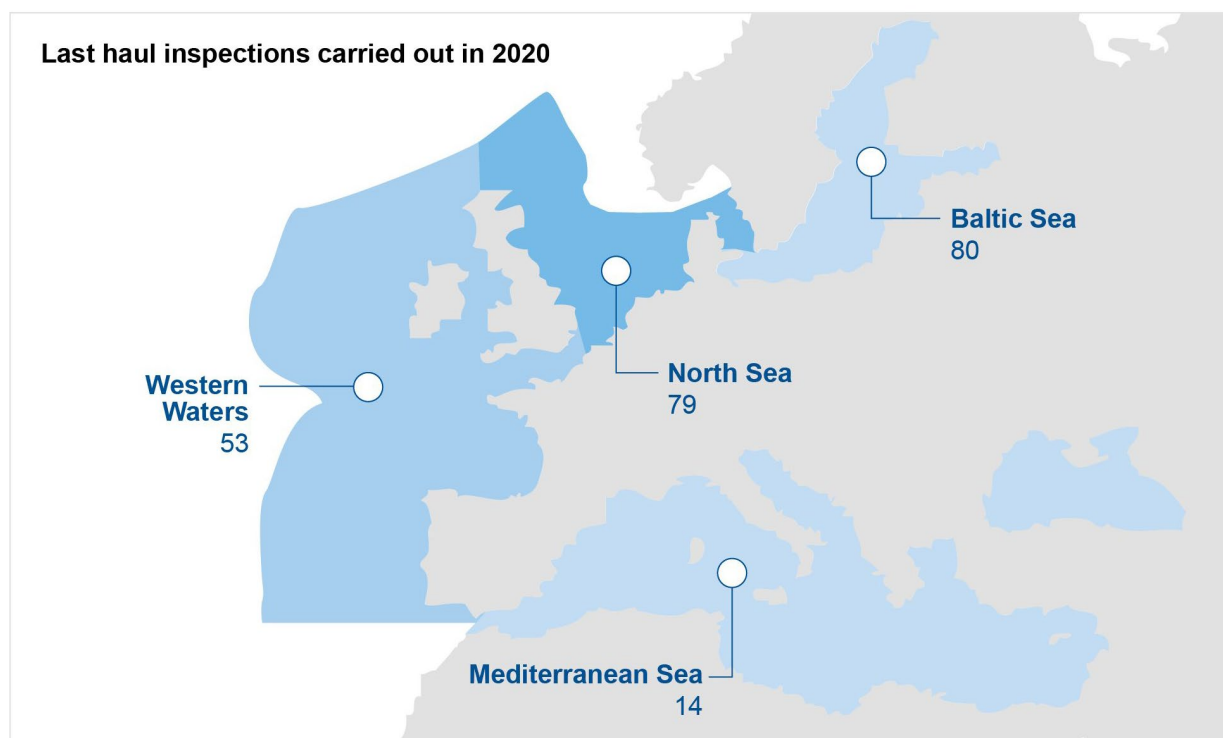 Last haul inspections carried out in 2020
Baltic Sea
80
North Sea
79
Western
Waters
53
Mediterranean Sea
14